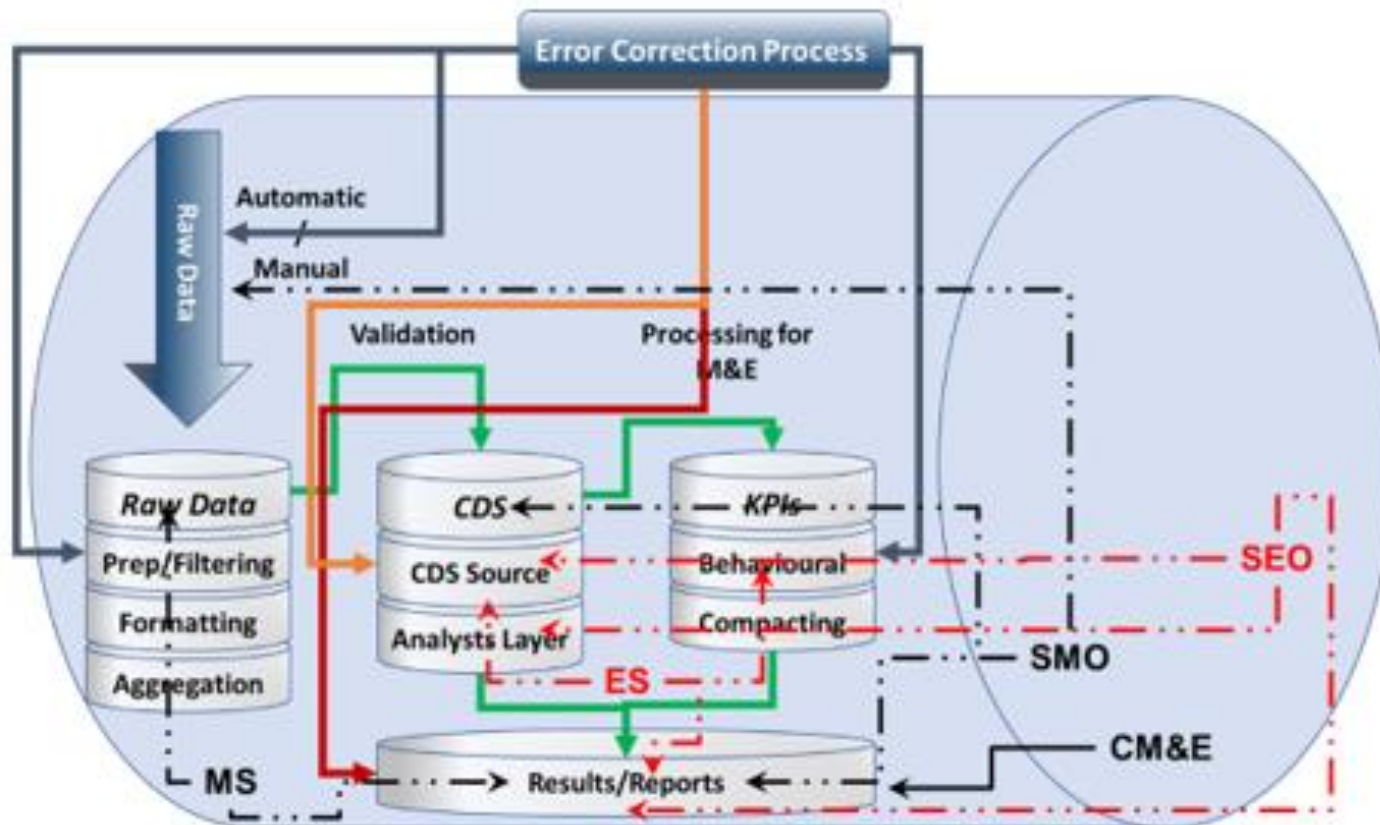 Error Correction Process
Automatic
/
Manual
Raw Data
Validation
Processing for
M&E
Raw Data
Prep/Filtering
Formatting
Aggregation
CDS
CDS Source
Analysts Layer
KPIs
Behavioural
Compacting
SEO
ES
SMO
CM&E
MS
Results/Reports